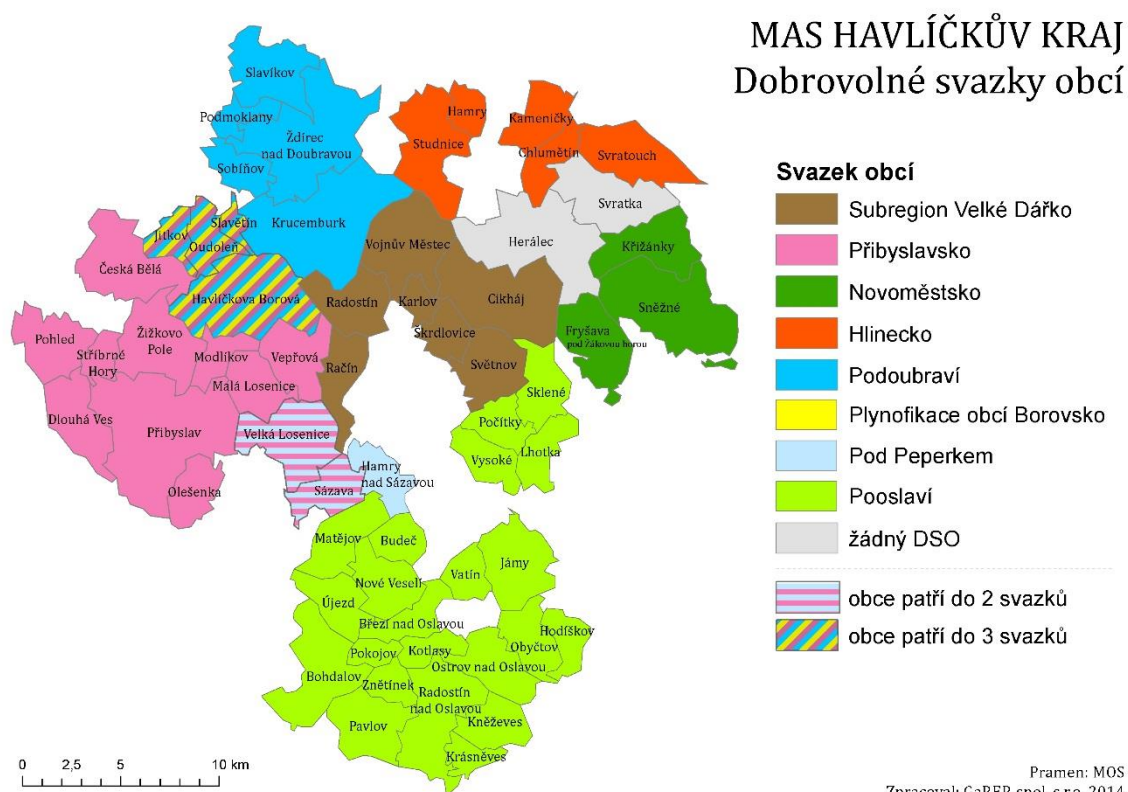 MAS HAVLÍČKŮV KRAJ
Dobrovolné svazky obcí
Slavíkov
Hamry
Kameničky
Podmoklany
Ždírec
nad Doubravou
Studnice
Chlumětín
Svratouch
Sobíňov
Svratka
Slavětín
Krucemburk
Jitkov
Oudoleň
Vojnův Městec
Herálec
Křižánky
Česká Bělá
Havlíčkova Borová
Radostín
Karlov
Cikháj
Sněžné
Pohled
Žižkovo
Pole
Škrdlovice
Fryšava
pod Žákovou horou
Stříbrné
Hory
Modlíkov
Vepřová
Račín
Světnov
Malá Losenice
Sklené
Dlouhá Ves
Přibyslav
Velká Losenice
Počítky
Vysoké
Lhotka
Hamry
nad Sázavou
Olešenka
Sázava
Matějov
Budeč
Jámy
Nové Veselí
Vatín
Újezd
Březí nad Oslavou
Hodíškov
Obyčtov
Pokojov
Kotlasy
Ostrov nad Oslavou
Bohdalov
Znětínek
Radostín
nad Oslavou
Pavlov
Kněževes
Krásněves
Svazek obcí
Subregion Velké Dářko
Přibyslavsko
Novoměstsko
Hlinecko
Podoubraví
Plynofikace obcí Borovsko
Pod Peperkem
Pooslaví
žádný DSO
obce patří do 2 svazků
obce patří do 3 svazků
0 2,5 5 10 km
Pramen: MOS
Zpracoval: GaREP, spol. s r.o. 2014